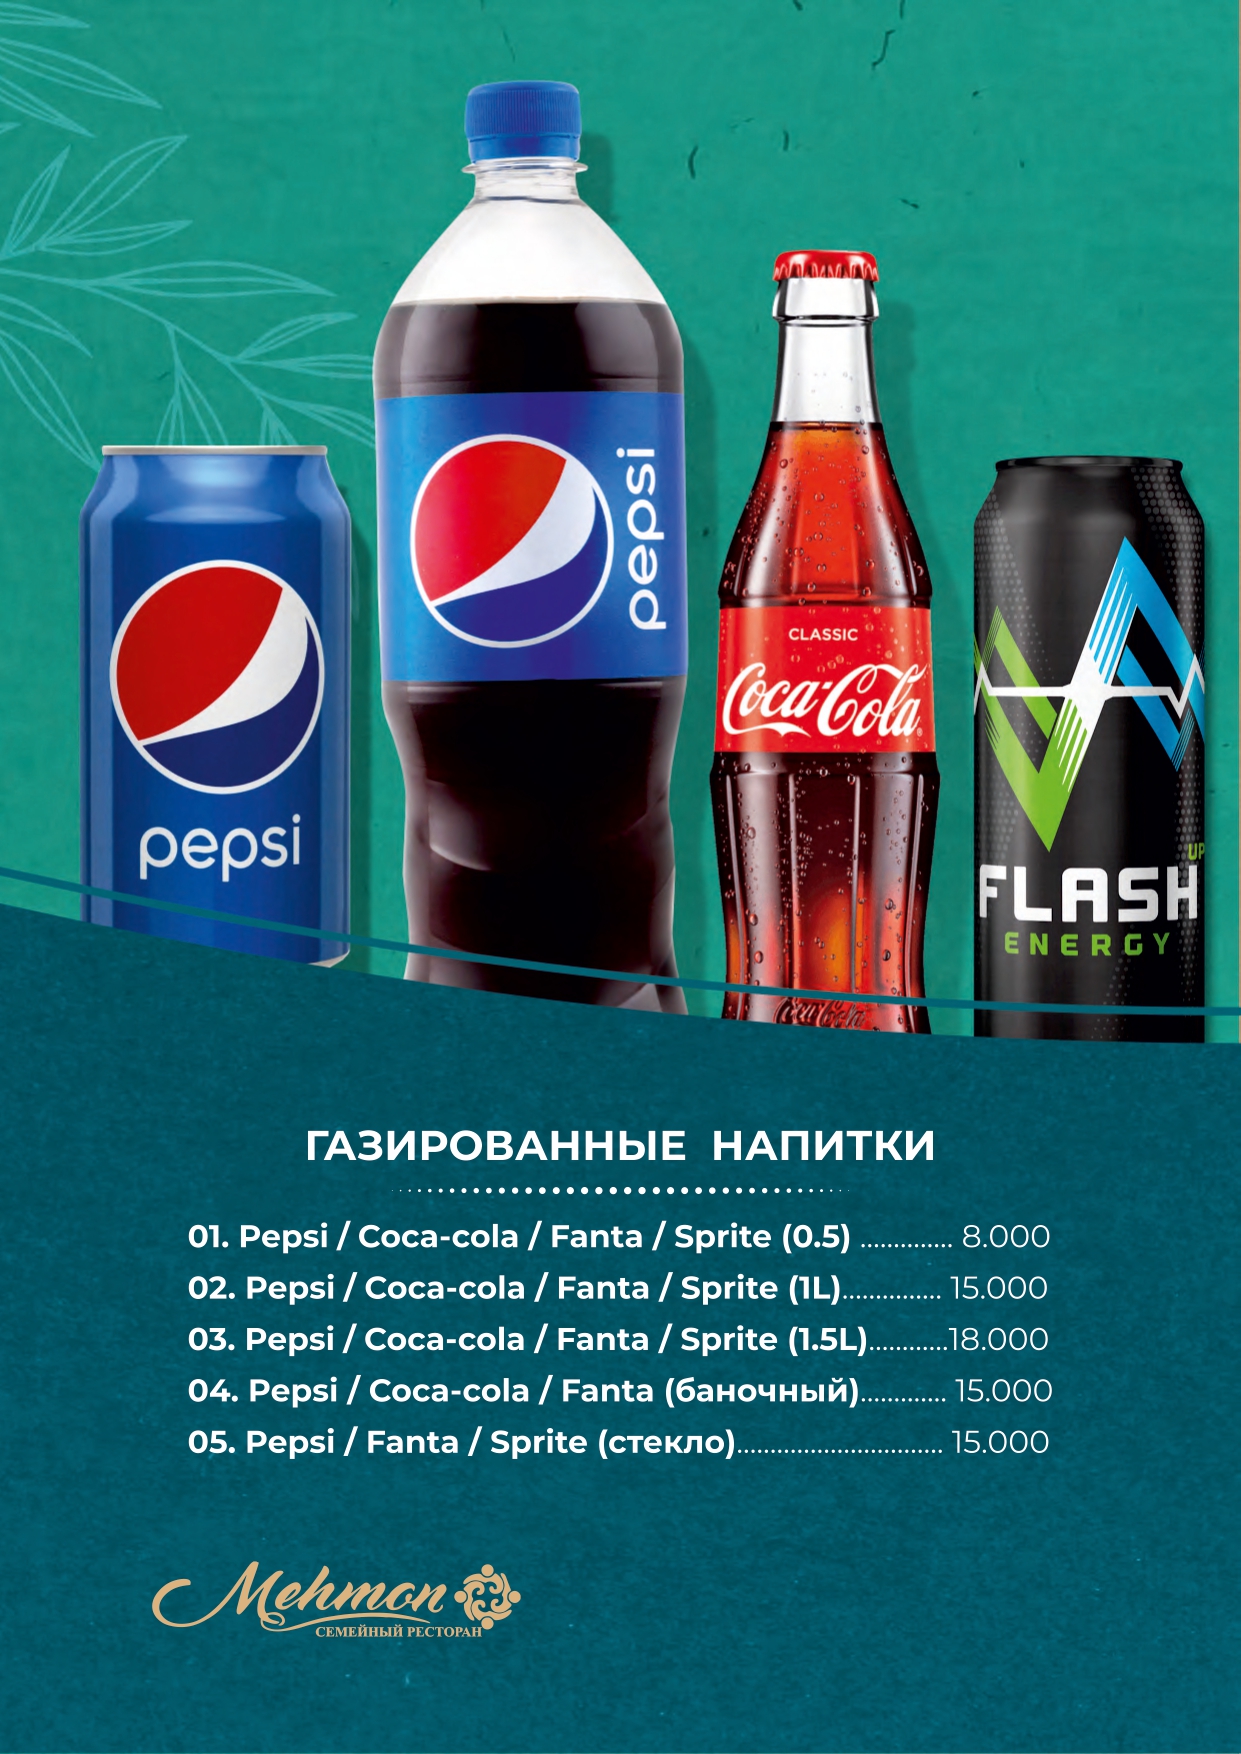 pepsi
pepsi
CLASSIC
Coca-Cola
Coca-Cola
UP
FLASH
ENERGY
ГАЗИРОВАННЫЕ НАПИТКИ
01. Pepsi / Coca-cola / Fanta / Sprite (0.5) .............. 8.000
02. Pepsi / Coca-cola / Fanta / Sprite (1L)............... 15.000
03. Pepsi / Coca-cola / Fanta / Sprite (1.5L)............18.000
04. Pepsi / Coca-cola / Fanta (баночный)............. 15.000
05. Pepsi / Fanta / Sprite (стекло)............................... 15.000
Mehmon
СЕМЕЙНЫЙ РЕСТОРАН